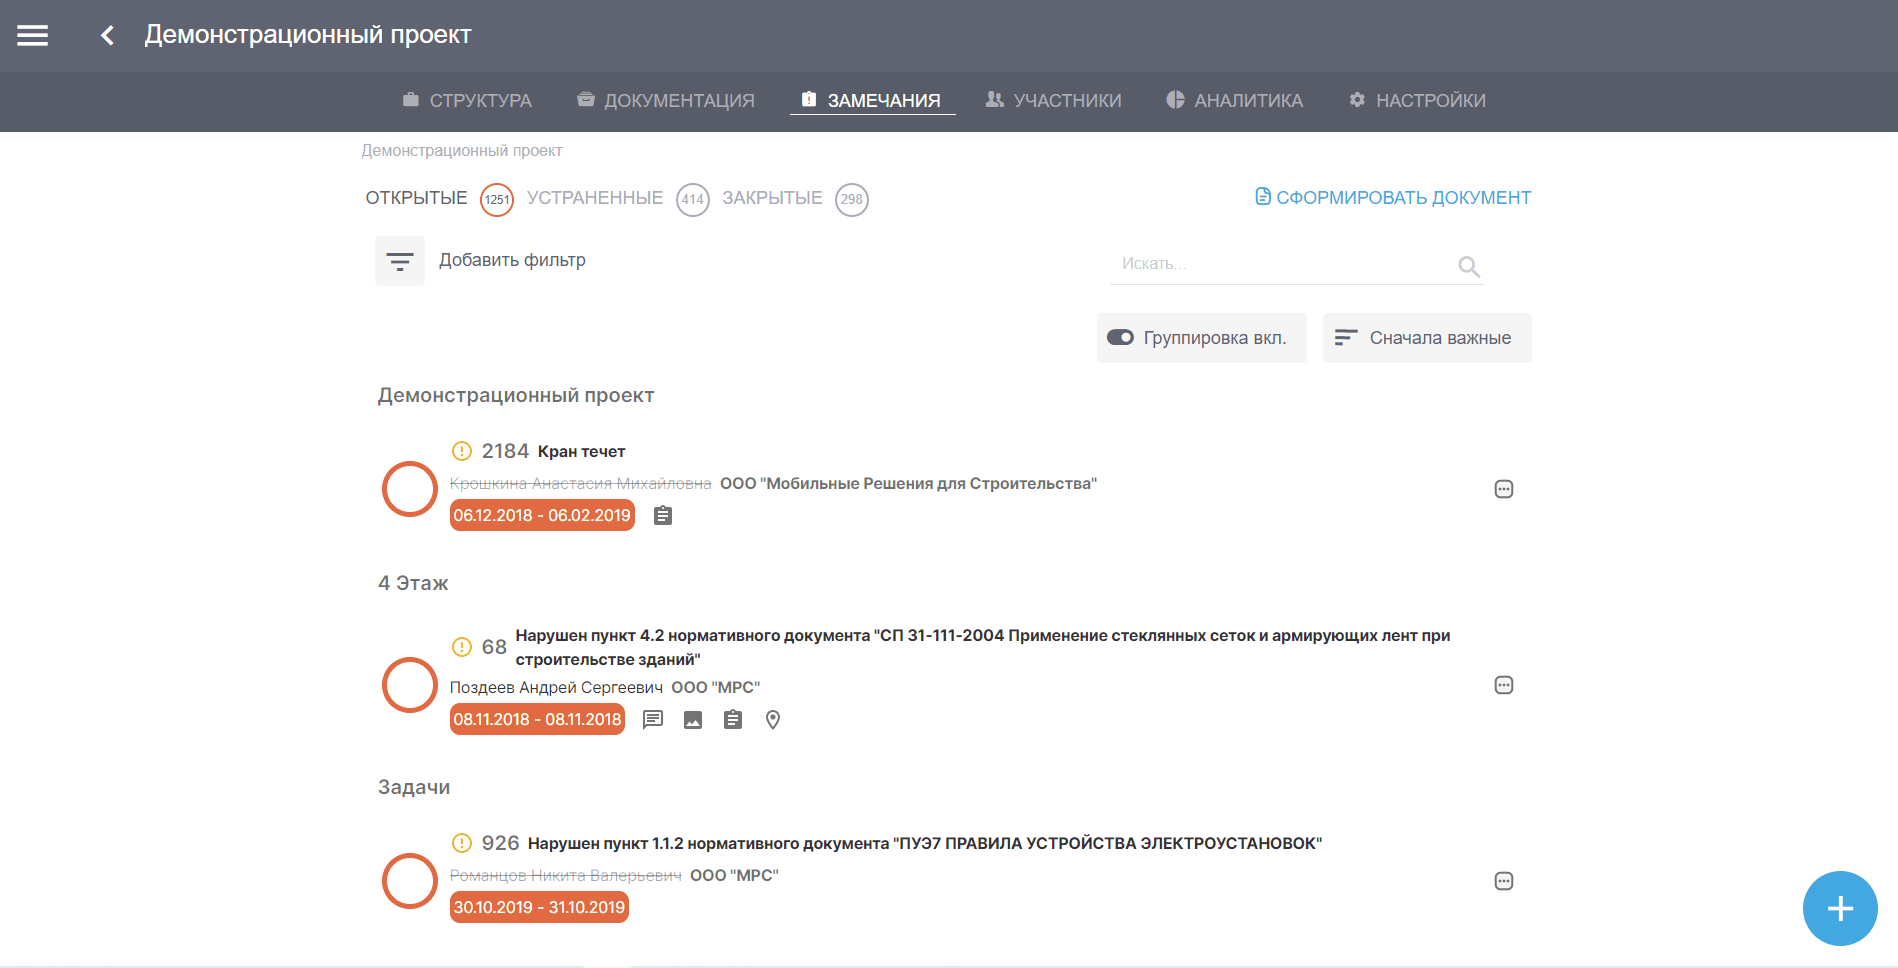 Демонстрационный проект
СТРУКТУРА ДОКУМЕНТАЦИЯ ЗАМЕЧАНИЯ УЧАСТНИКИ АНАЛИТИКА НАСТРОЙКИ
Демонстрационный проект
ОТКРЫТЫЕ 1251 УСТРАНЕННЫЕ 414 ЗАКРЫТЫЕ 298 СФОРМИРОВАТЬ ДОКУМЕНТ
Добавить фильтр Искать...
Группировка вкл. Сначала важные
Демонстрационный проект
2184 Кран течет
Крошкина Анастасия Михайловна ООО "Мобильные Решения для Строительства"
06.12.2018 - 06.02.2019
4 Этаж
68 Нарушен пункт 4.2 нормативного документа "СП 31-111-2004 Применение стеклянных сеток и армирующих лент при
строительстве зданий"
Поздеев Андрей Сергеевич ООО "МРС"
08.11.2018 - 08.11.2018
Задачи
926 Нарушен пункт 1.1.2 нормативного документа "ПУЭ7 ПРАВИЛА УСТРОЙСТВА ЭЛЕКТРОУСТАНОВОК"
Романцов Никита Валерьевич ООО "МРС"
30.10.2019 - 31.10.2019